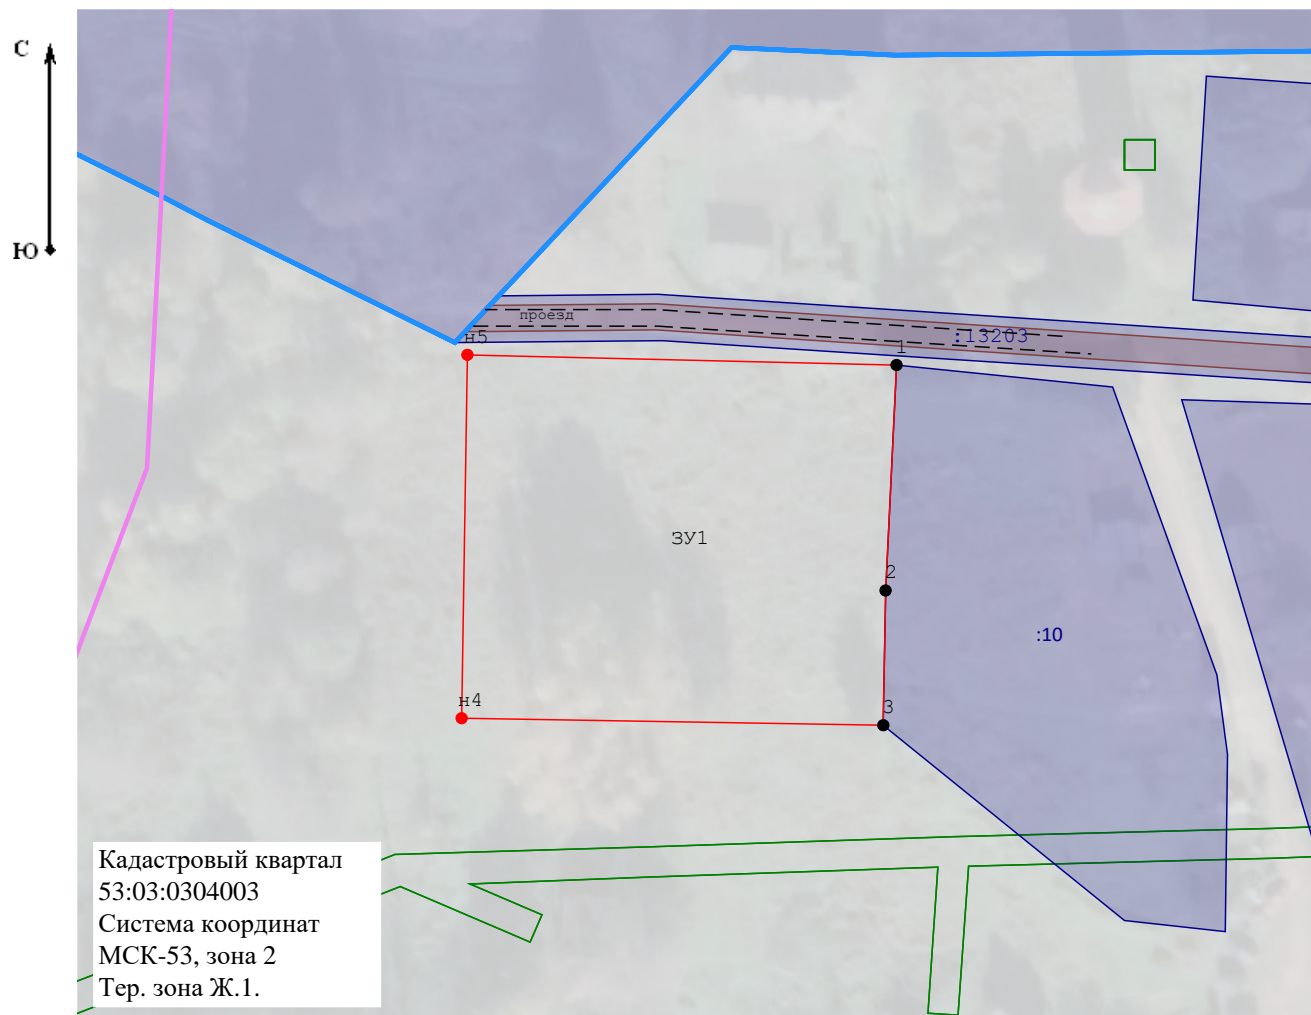 С
Ю
проезд
н5
:13203
1
ЗУ1
2
:10
н4
3
Кадастровый квартал
53:03:0304003
Система координат
МСК-53, зона 2
Тер. зона Ж.1.